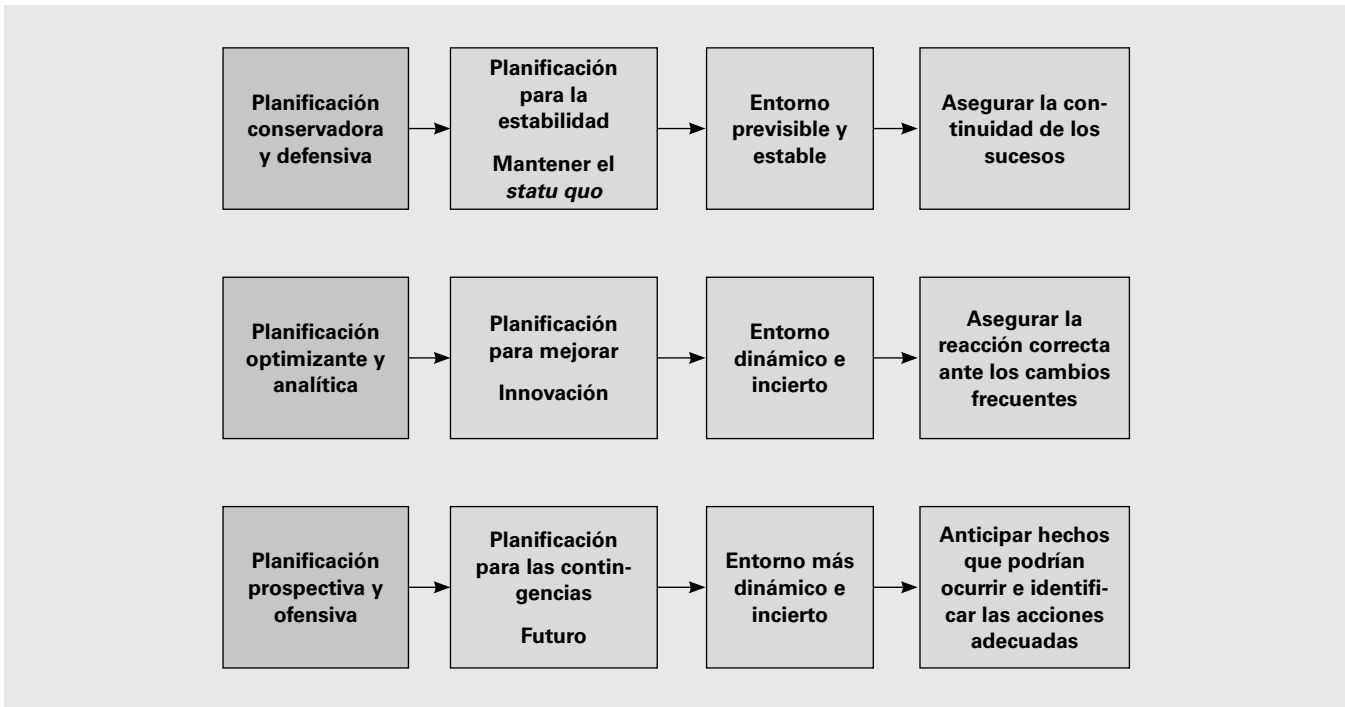 Planificación
conservadora
y defensiva
Planificación
para la
estabilidad
Mantener el
statu quo
Entorno
previsible y
estable
Asegurar la con-
tinuidad de los
sucesos
Planificación
optimizante y
analítica
Planificación
para mejorar
Innovación
Entorno
dinámico e
incierto
Asegurar la
reacción correcta
ante los cambios
frecuentes
Planificación
prospectiva y
ofensiva
Planificación
para las contin-
gencias
Futuro
Entorno más
dinámico e
incierto
Anticipar hechos
que podrían
ocurrir e identifi-
car las acciones
adecuadas